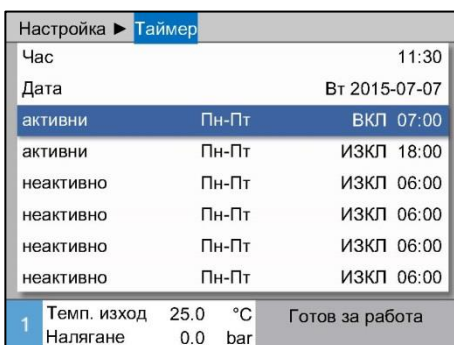 Настройка ► Таймер
Час 11:30
Дата Вт 2015-07-07
активни Пн-Пт ВКЛ 07:00
активни Пн-Пт ИЗКЛ 18:00
неактивно Пн-Пт ИЗКЛ 06:00
неактивно Пн-Пт ИЗКЛ 06:00
неактивно Пн-Пт ИЗКЛ 06:00
неактивно Пн-Пт ИЗКЛ 06:00
1 Темп. изход 25.0 °C Готов за работа
Налягане 0.0 bar